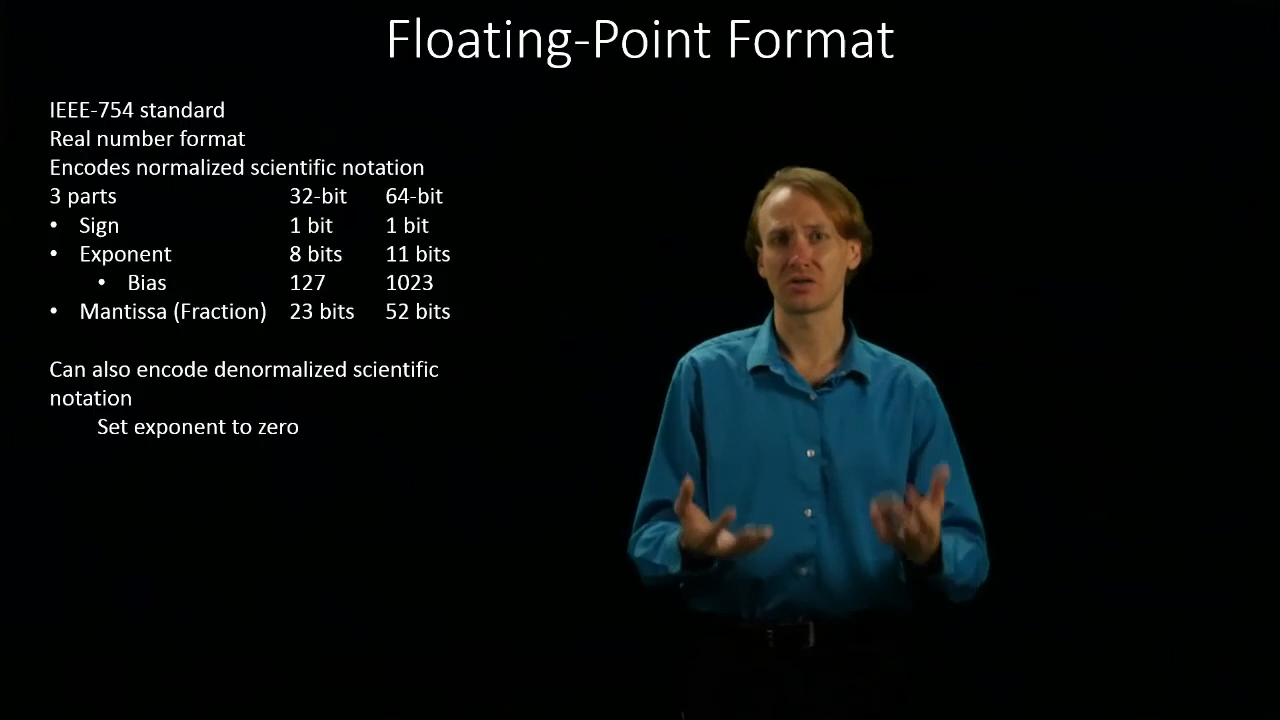 Floating-Point Format
IEEE-754 standard
Real number format
Encodes normalized scientific notation
3 parts 32-bit 64-bit
• Sign 1 bit 1 bit
• Exponent 8 bits 11 bits
• Bias 127 1023
• Mantissa (Fraction) 23 bits 52 bits
Can also encode denormalized scientific
notation
Set exponent to zero